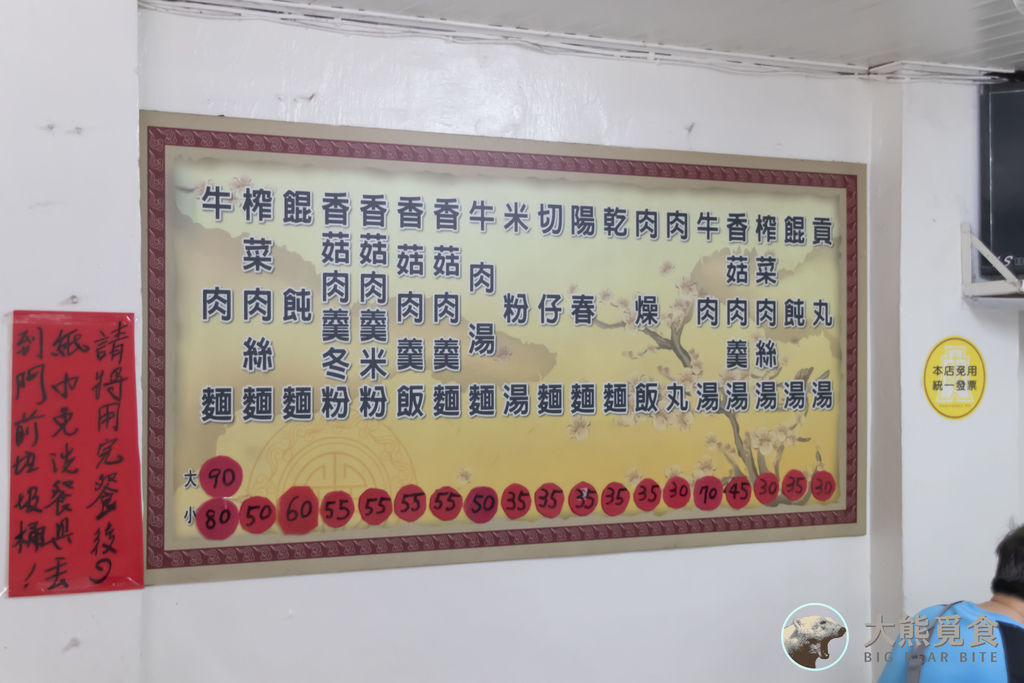 牛肉麵
榨菜肉絲麵
餛飩麵
香菇肉羹冬粉
香菇肉羹米粉
香菇肉羹飯
香菇肉羹麵
牛肉湯麵
米粉湯
切仔麵
陽春麵
乾麵
肉燥飯
肉丸
牛肉湯
香菇肉羹湯
榨菜肉絲湯
餛飩湯
貢丸湯
大 90
小 80 50 60 55 55 55 55 50 35 35 35 35 35 30 70 45 30 35 30
請將用完餐後の
紙巾免洗餐具丟
到門前垃圾桶！
本店免用
統一發票
大熊覓食
BIG BEAR BITE